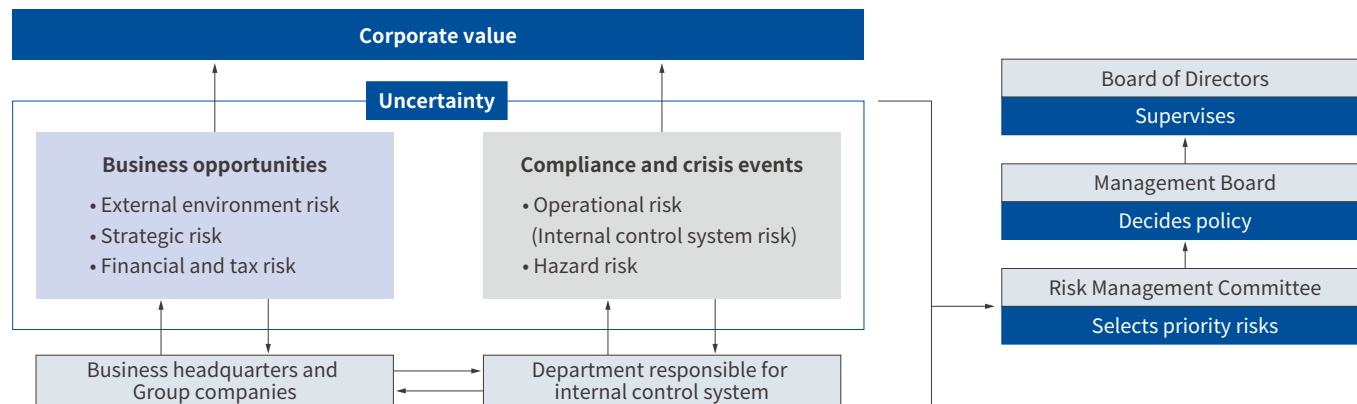 Corporate value
Uncertainty
Business opportunities
• External environment risk
• Strategic risk
• Financial and tax risk
Compliance and crisis events
• Operational risk
(Internal control system risk)
• Hazard risk
Business headquarters and
Group companies
Department responsible for
internal control system
Board of Directors
Supervises
Management Board
Decides policy
Risk Management Committee
Selects priority risks